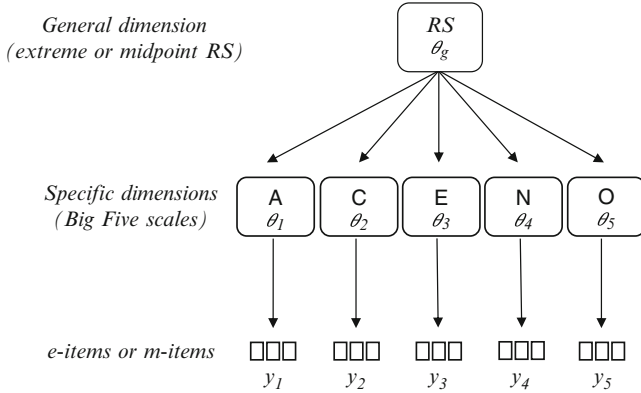 General dimension
(extreme or midpoint RS)
RS
θg
Specific dimensions
(Big Five scales)
A
θ1
C
θ2
E
θ3
N
θ4
O
θ5
e-items or m-items
y1
y2
y3
y4
y5